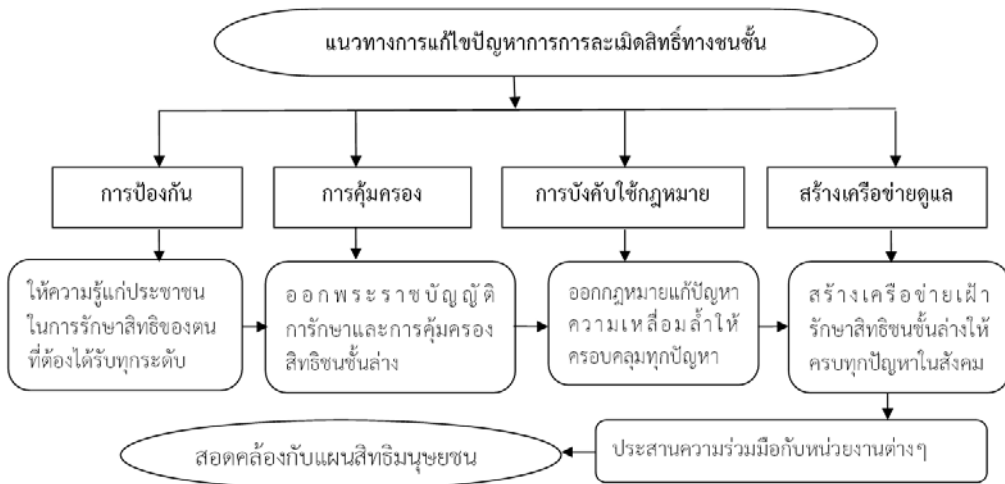 แนวทางการแก้ไขปัญหาการการละเมิดสิทธิ์ทางชนชั้น
การป้องกัน
การคุ้มครอง
การบังคับใช้กฎหมาย
สร้างเครือข่ายดูแล
ให้ความรู้แก่ประชาชน
ในการรักษาสิทธิของตน
ที่ต้องได้รับทุกระดับ
ออกพระราชบัญญัติ
การักษาและการคุ้มครอง
สิทธิชนชั้นล่าง
ออกกฎหมายแก้ปัญหา
ความเหลื่อมล้ำให้
ครอบคลุมทุกปัญหา
สร้างเครือข่ายเฝ้า
รักษาสิทธิชนชั้นล่างให้
ครบทุกปัญหาในสังคม
ประสานความร่วมมือกับหน่วยงานต่างๆ
สอดคล้องกับแผนสิทธิมนุษยชน